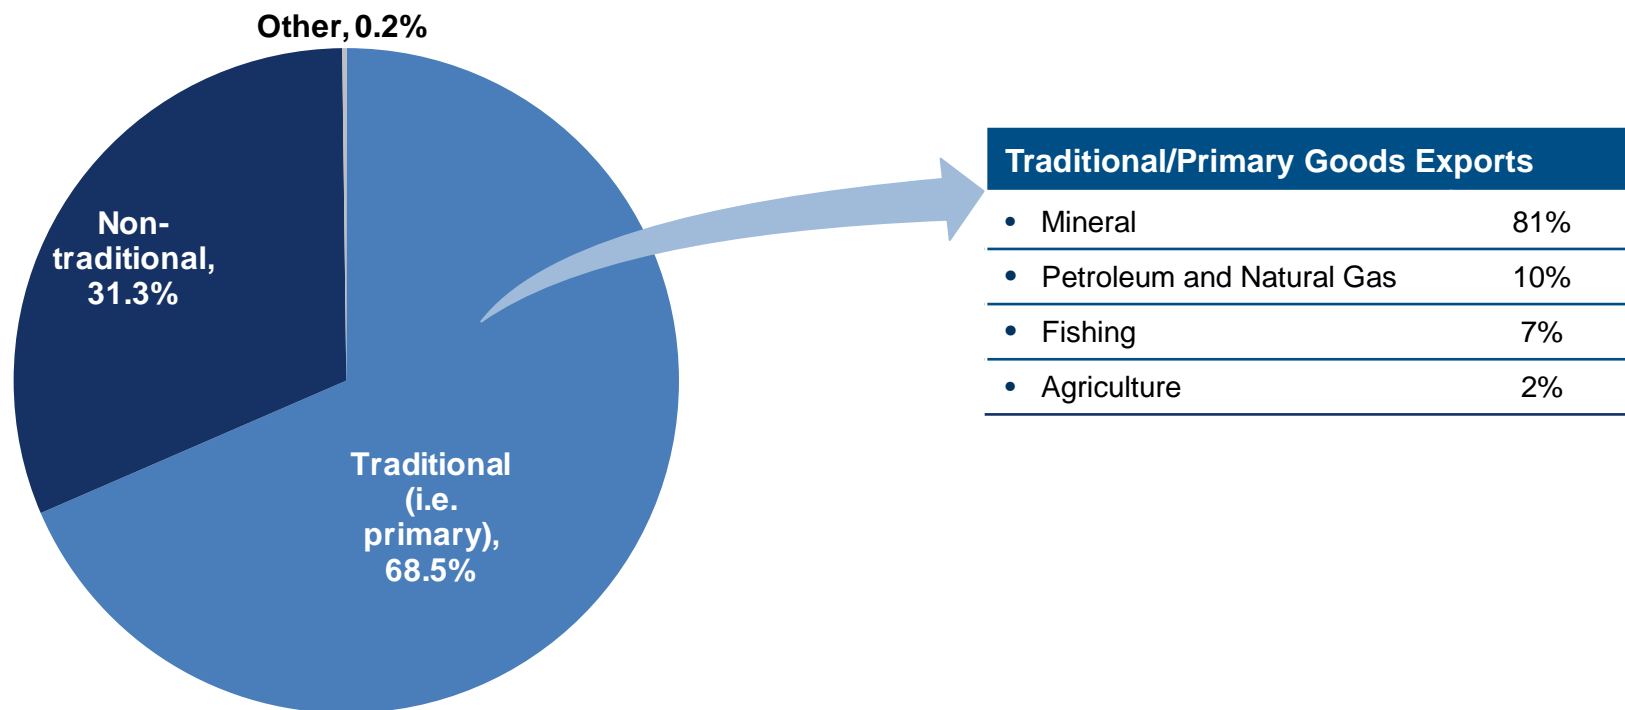 Other, 0.2%
Non-
traditional,
31.3%
Traditional
(i.e.
primary),
68.5%
Traditional/Primary Goods Exports
• Mineral 81%
• Petroleum and Natural Gas 10%
• Fishing 7%
• Agriculture 2%